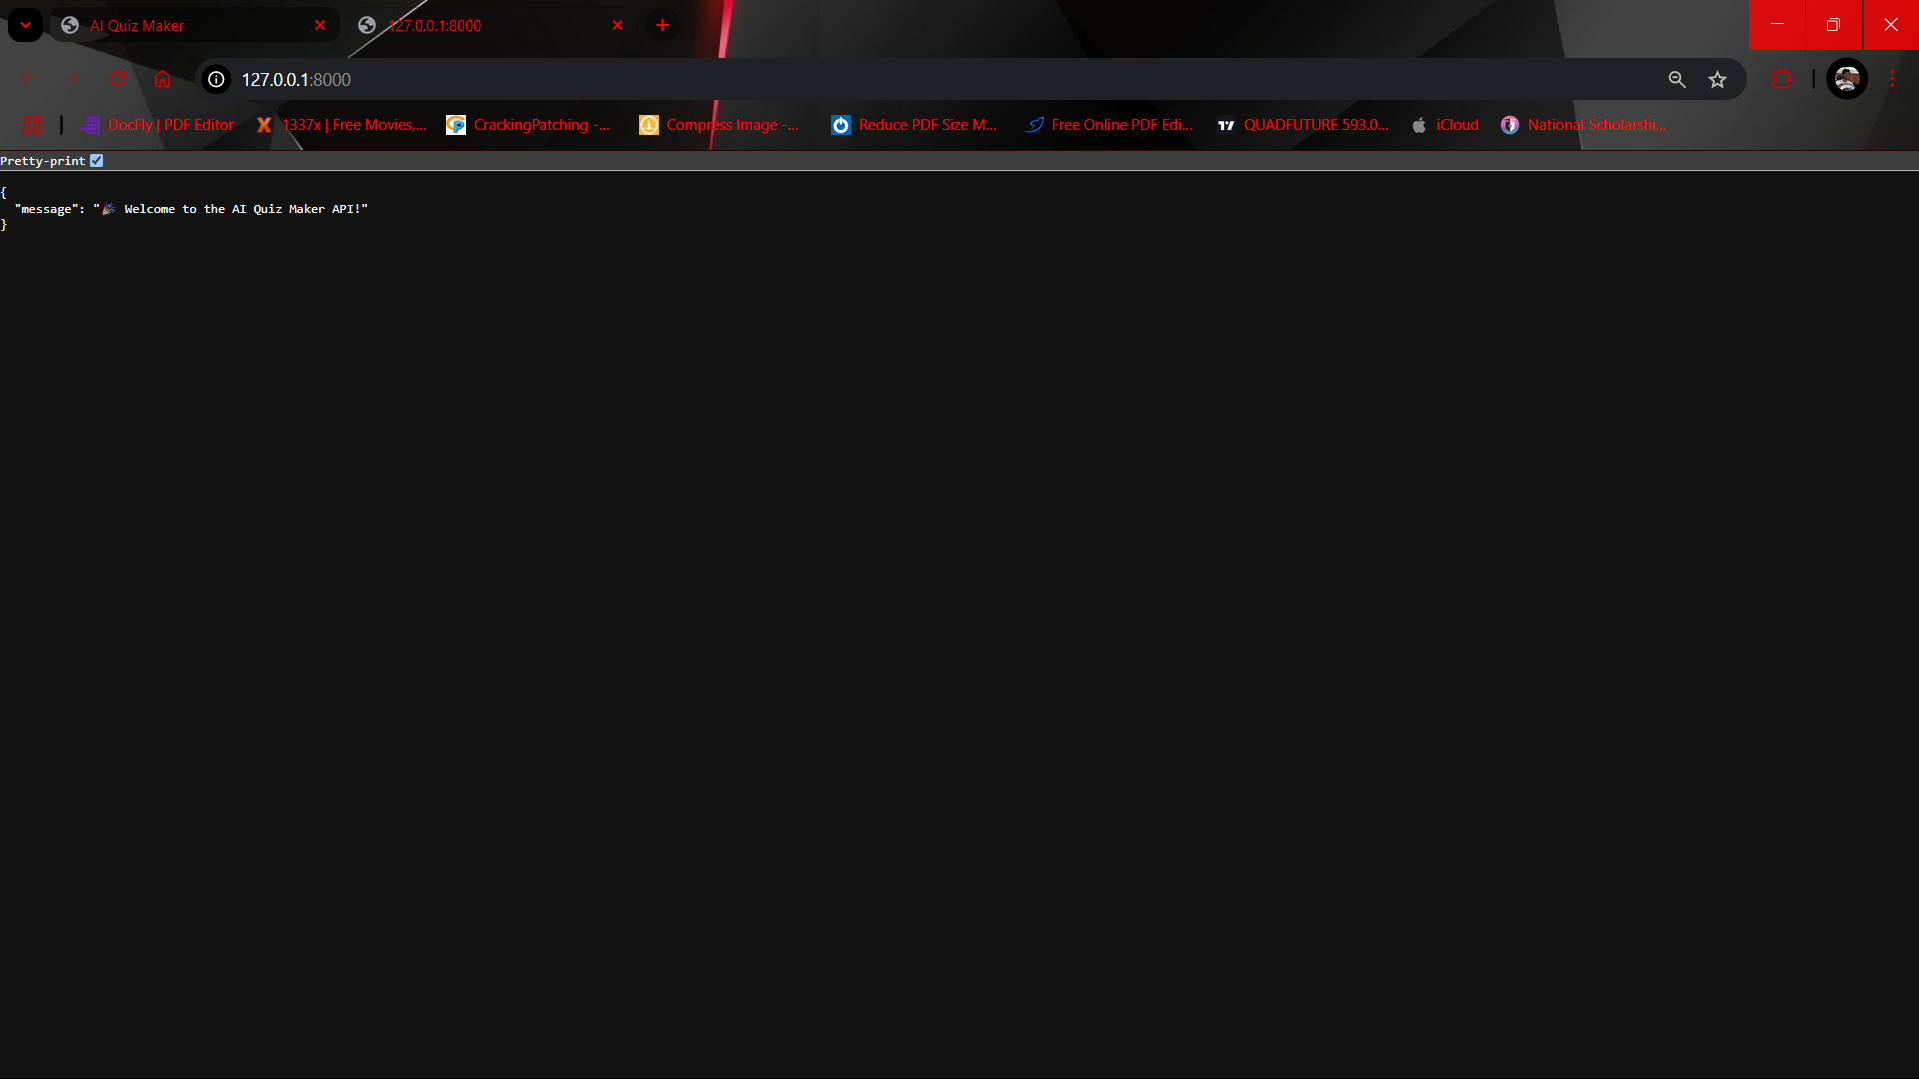 AI Quiz Maker
127.0.0.1:8000
127.0.0.1:8000
DocFly | PDF Editor
1337x | Free Movies,...
CrackingPatching -...
Compress Image -...
Reduce PDF Size M...
Free Online PDF Edi...
QUADFUTURE 593.0...
iCloud
National Scholarshi...
Pretty-print
{
"message": "🎉 Welcome to the AI Quiz Maker API!"
}